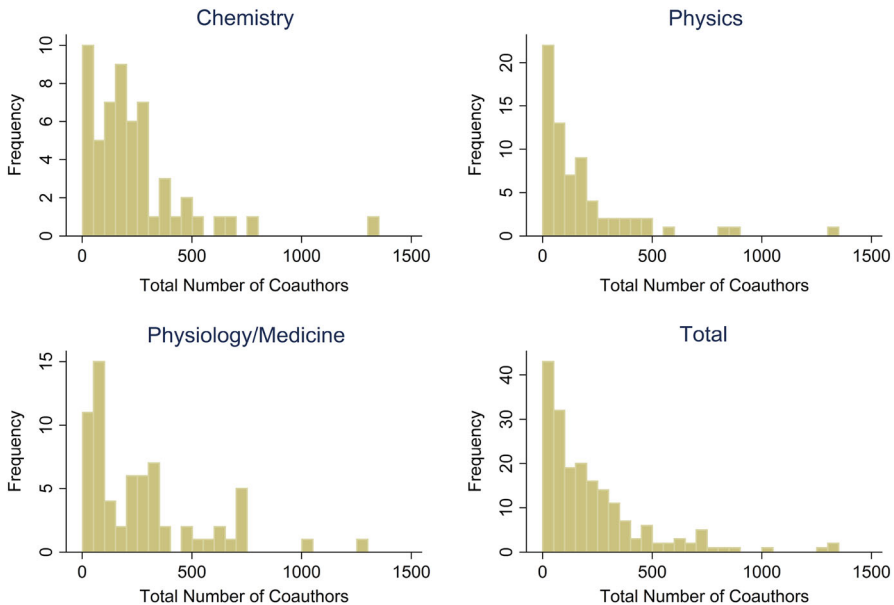 Chemistry
Frequency
10
8
6
4
2
0
0 500 1000 1500
Total Number of Coauthors
Physics
Frequency
20
15
10
5
0
0 500 1000 1500
Total Number of Coauthors
Physiology/Medicine
Frequency
15
10
5
0
0 500 1000 1500
Total Number of Coauthors
Total
Frequency
40
30
20
10
0
0 500 1000 1500
Total Number of Coauthors